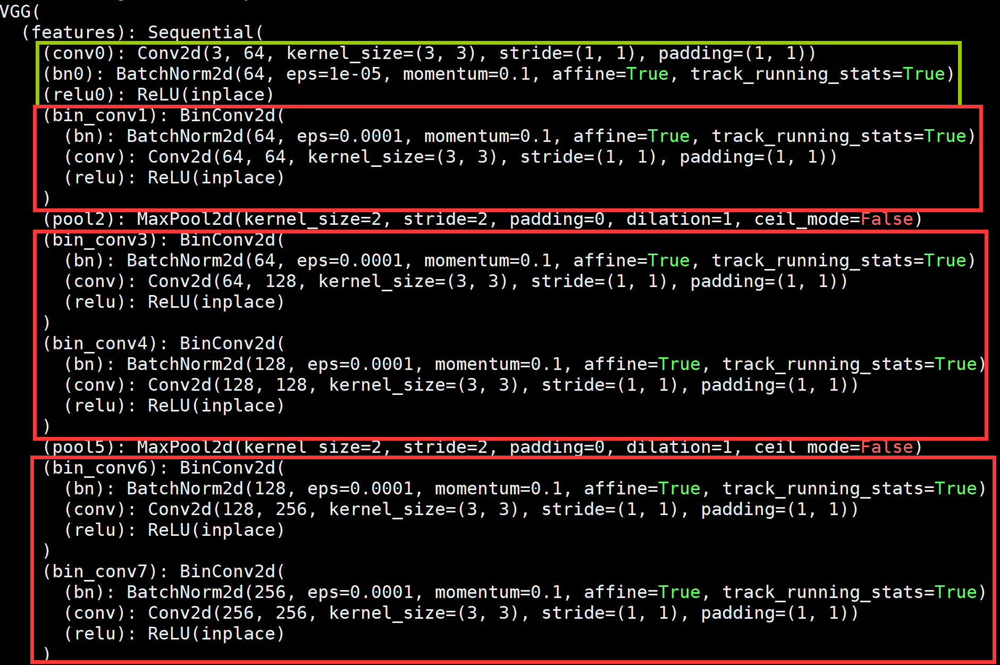 VGG(
  (features): Sequential(
    (conv0): Conv2d(3, 64, kernel_size=(3, 3), stride=(1, 1), padding=(1, 1))
    (bn0): BatchNorm2d(64, eps=1e-05, momentum=0.1, affine=True, track_running_stats=True)
    (relu0): ReLU(inplace)
    (bin_conv1): BinConv2d(
      (bn): BatchNorm2d(64, eps=0.0001, momentum=0.1, affine=True, track_running_stats=True)
      (conv): Conv2d(64, 64, kernel_size=(3, 3), stride=(1, 1), padding=(1, 1))
      (relu): ReLU(inplace)
    )
    (pool2): MaxPool2d(kernel_size=2, stride=2, padding=0, dilation=1, ceil_mode=False)
    (bin_conv3): BinConv2d(
      (bn): BatchNorm2d(64, eps=0.0001, momentum=0.1, affine=True, track_running_stats=True)
      (conv): Conv2d(64, 128, kernel_size=(3, 3), stride=(1, 1), padding=(1, 1))
      (relu): ReLU(inplace)
    )
    (bin_conv4): BinConv2d(
      (bn): BatchNorm2d(128, eps=0.0001, momentum=0.1, affine=True, track_running_stats=True)
      (conv): Conv2d(128, 128, kernel_size=(3, 3), stride=(1, 1), padding=(1, 1))
      (relu): ReLU(inplace)
    )
    (pool5): MaxPool2d(kernel_size=2, stride=2, padding=0, dilation=1, ceil_mode=False)
    (bin_conv6): BinConv2d(
      (bn): BatchNorm2d(128, eps=0.0001, momentum=0.1, affine=True, track_running_stats=True)
      (conv): Conv2d(128, 256, kernel_size=(3, 3), stride=(1, 1), padding=(1, 1))
      (relu): ReLU(inplace)
    )
    (bin_conv7): BinConv2d(
      (bn): BatchNorm2d(256, eps=0.0001, momentum=0.1, affine=True, track_running_stats=True)
      (conv): Conv2d(256, 256, kernel_size=(3, 3), stride=(1, 1), padding=(1, 1))
      (relu): ReLU(inplace)
    )